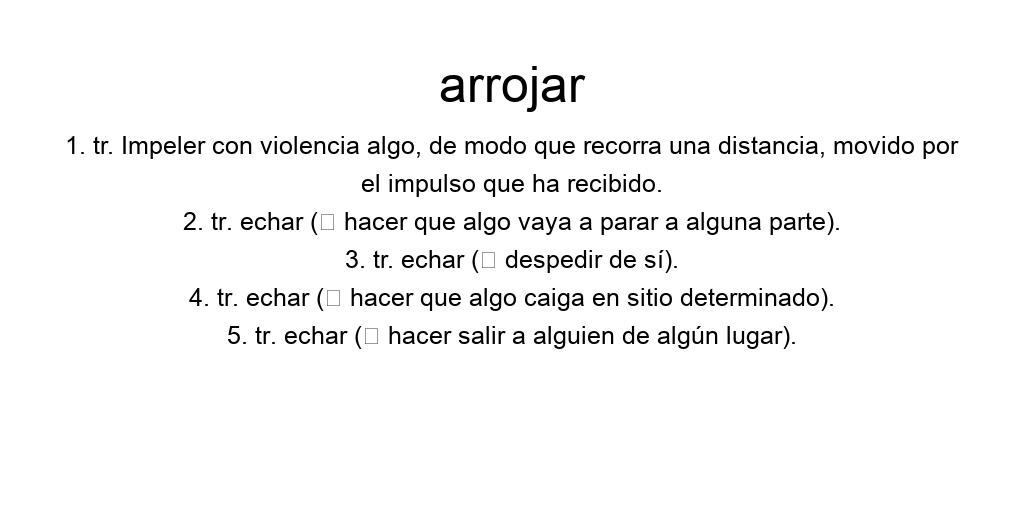 arrojar
1. tr. Impeler con violencia algo, de modo que recorra una distancia, movido por
el impulso que ha recibido.
2. tr. echar (□ hacer que algo vaya a parar a alguna parte).
3. tr. echar (□ despedir de sí).
4. tr. echar (□ hacer que algo caiga en sitio determinado).
5. tr. echar (□ hacer salir a alguien de algún lugar).